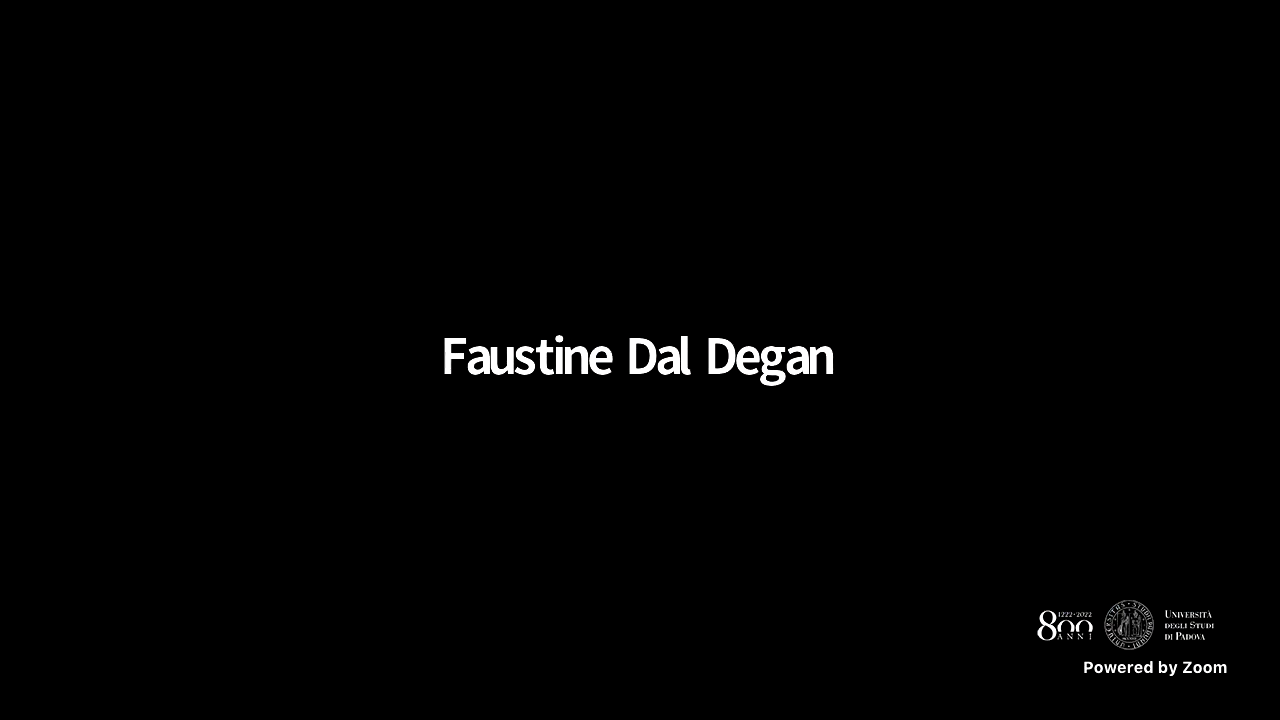 Faustine Dal Degan
1222·2022
800
ANNI
UNIVERSITÀ
DEGLI STUDI
DI PADOVA
Powered by Zoom